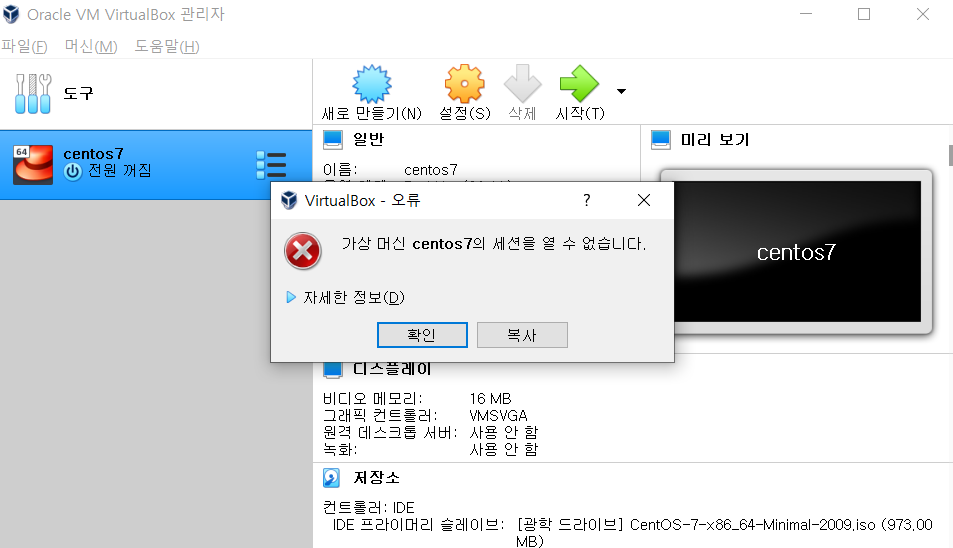 Oracle VM VirtualBox 관리자
파일(F) 머신(M) 도움말(H)
도구
새로 만들기(N) 설정(S) 삭제 시작(T)
64
centos7
전원 꺼짐
일반
이름: centos7
미리 보기
centos7
VirtualBox - 오류
?
가상 머신 centos7의 세션을 열 수 없습니다.
자세한 정보(D)
확인 복사
디스플레이
비디오 메모리: 16 MB
그래픽 컨트롤러: VMSVGA
원격 데스크톱 서버: 사용 안 함
녹화: 사용 안 함
저장소
컨트롤러: IDE
IDE 프라이머리 슬레이브: [광학 드라이브] CentOS-7-x86_64-Minimal-2009.iso (973.00
MB)